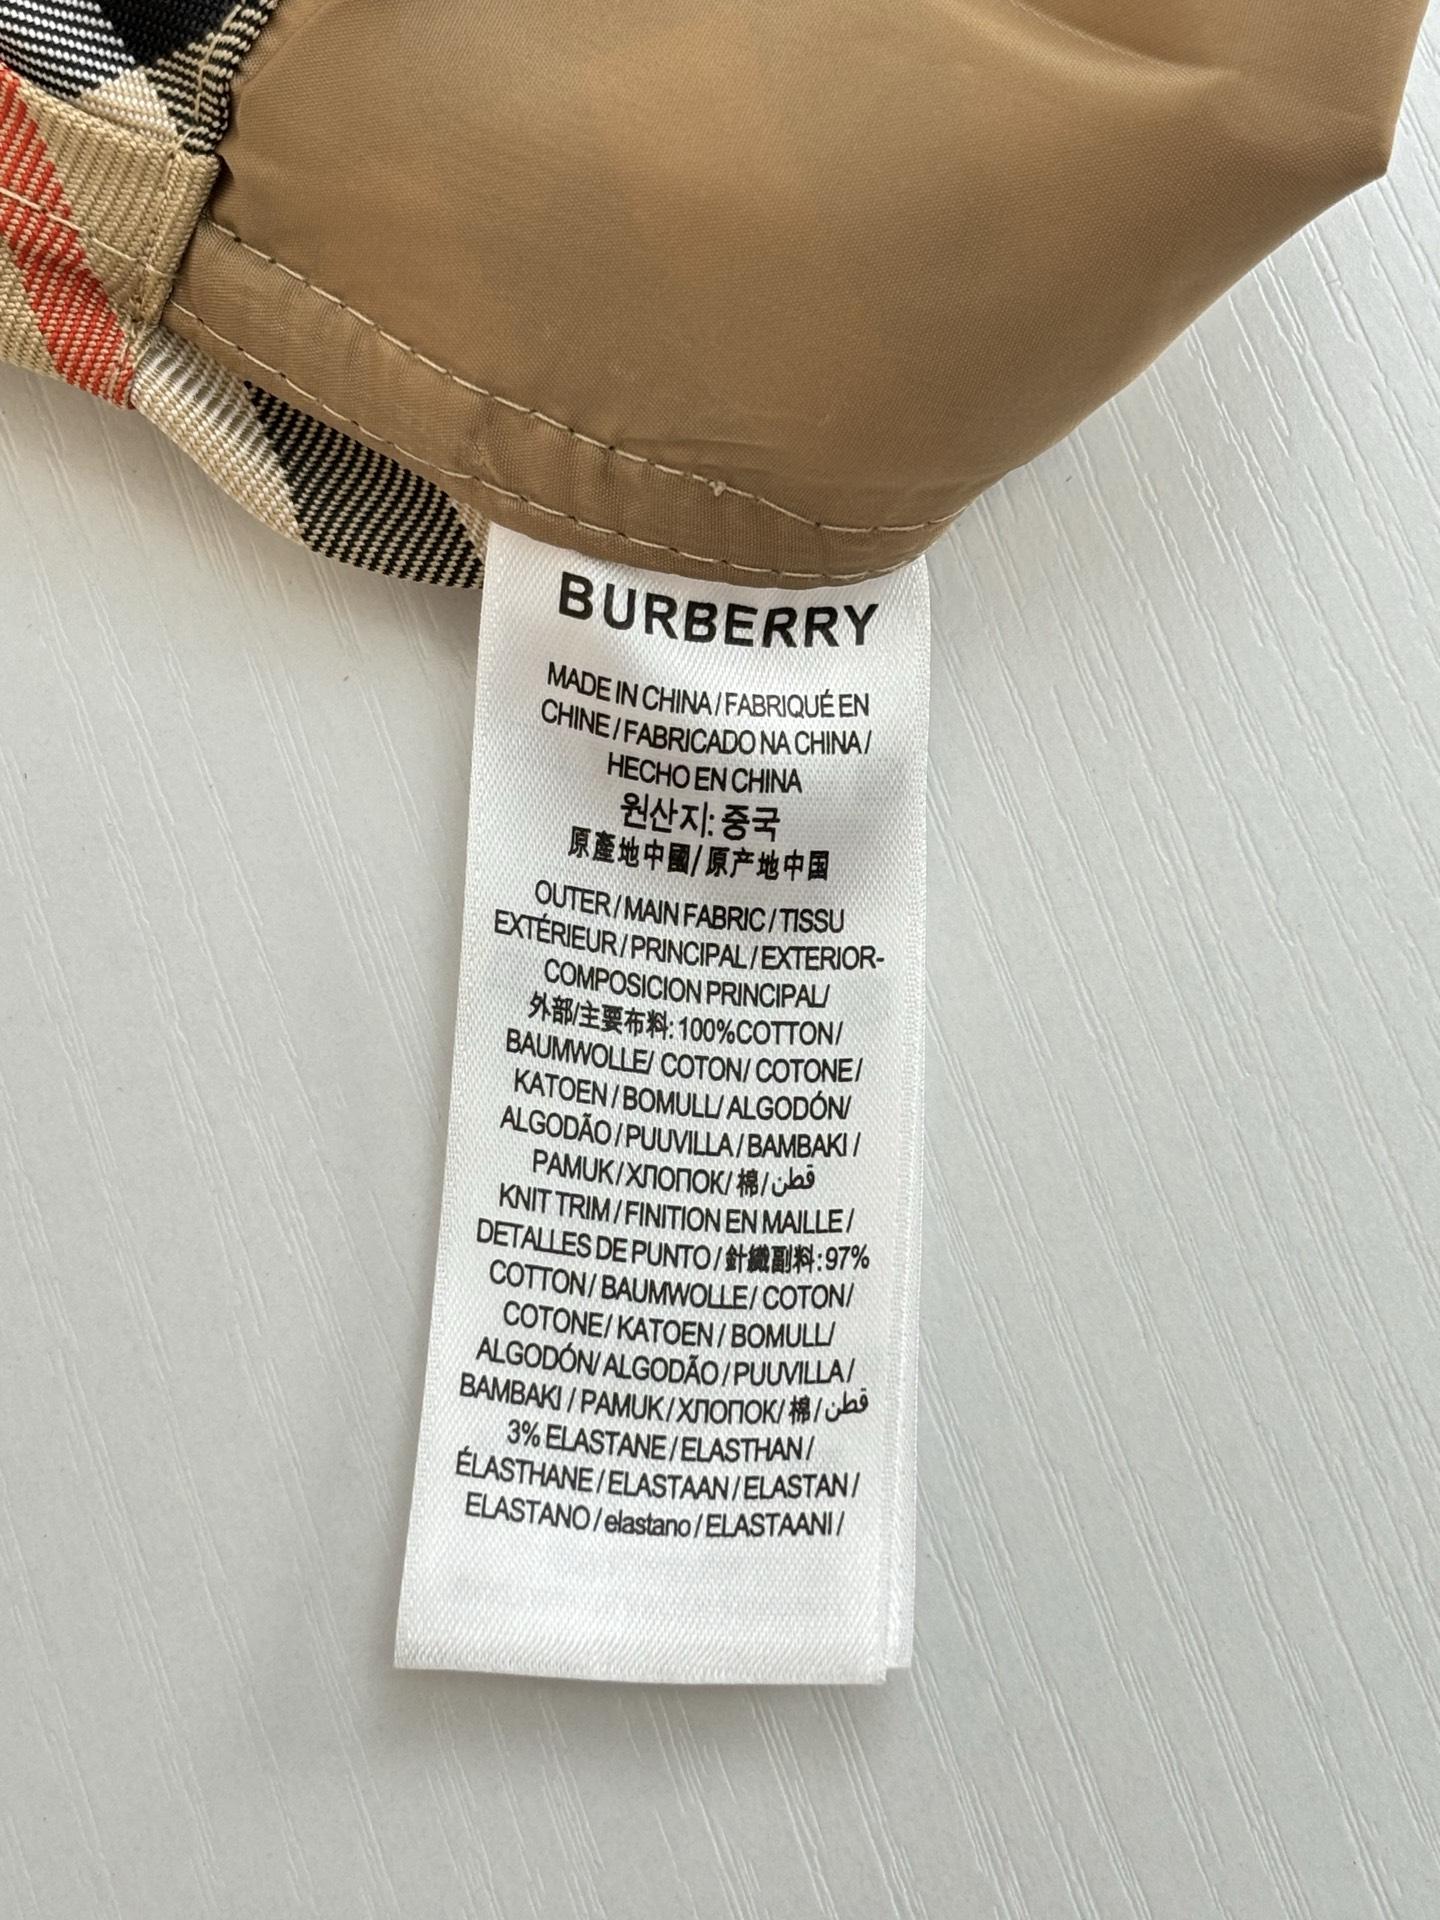 BURBERRY
MADE IN CHINA / FABRIQUÉ EN
CHINE / FABRICADO NA CHINA /
HECHO EN CHINA
원산지: 중국
原產地中國/ 原产地中国
OUTER / MAIN FABRIC / TISSU
EXTÉRIEUR / PRINCIPAL / EXTERIOR-
COMPOSICION PRINCIPAL/
外部/主要布料: 100%COTTON/
BAUMWOLLE/ COTON/ COTONE/
KATOEN / BOMULL/ ALGODÓN/
ALGODÃO / PUUVILLA / BAMBAKI /
PAMUK / ХЛОПОК/ 棉 / قطن
KNIT TRIM / FINITION EN MAILLE /
DETALLES DE PUNTO / 針織副料: 97%
COTTON / BAUMWOLLE/ COTON/
COTONE/ KATOEN / BOMULL/
ALGODÓN/ ALGODÃO / PUUVILLA /
BAMBAKI / PAMUK / ХЛОПОК/ 棉 / قطن
3% ELASTANE / ELASTHAN /
ÉLASTHANE / ELASTAAN / ELASTAN /
ELASTANO / elastano / ELASTAANI /